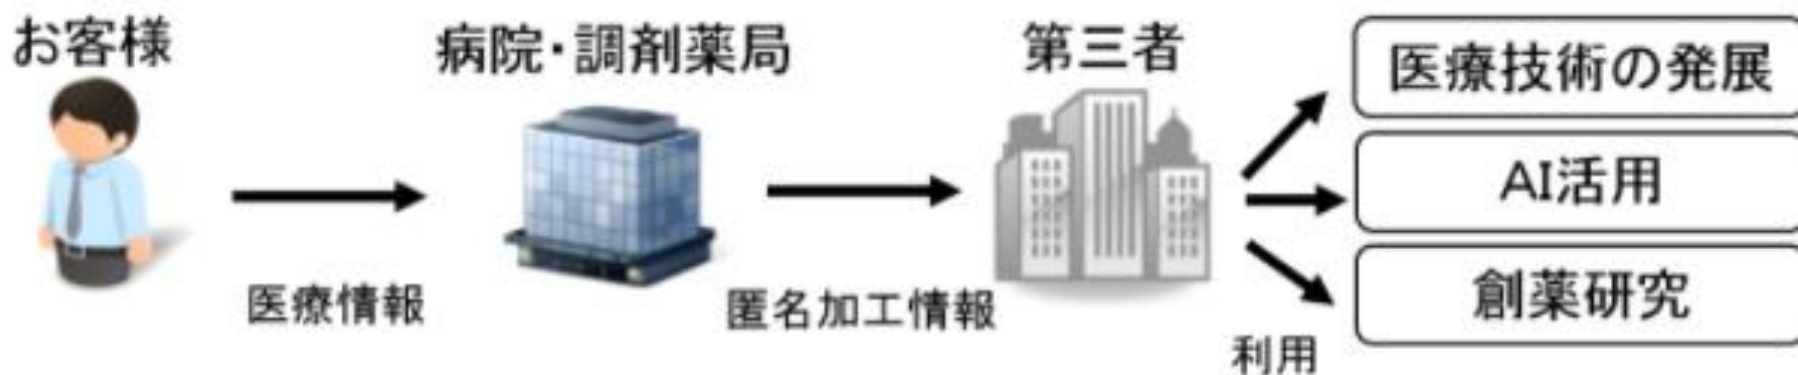 お客様
病院・調剤薬局
第三者
医療情報
匿名加工情報
利用
医療技術の発展
AI活用
創薬研究